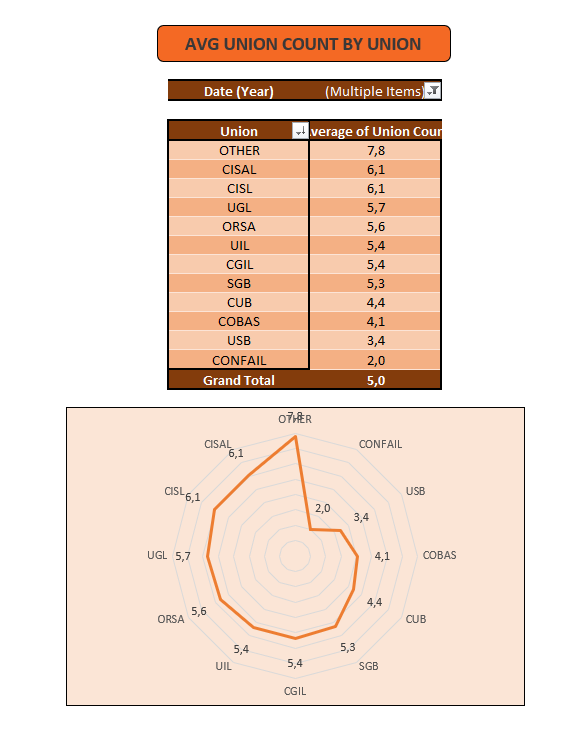 AVG UNION COUNT BY UNION
Date (Year) (Multiple Items)
Union verage of Union Coun
OTHER 7,8
CISAL 6,1
CISL 6,1
UGL 5,7
ORSA 5,6
UIL 5,4
CGIL 5,4
SGB 5,3
CUB 4,4
COBAS 4,1
USB 3,4
CONFAIL 2,0
Grand Total 5,0
7,8
OTHER
CISAL CONFAIL
6,1
CISL 6,1 USB
2,0
3,4
UGL 5,7 4,1 COBAS
5,6 4,4
ORSA CUB
5,4 5,3
UIL 5,4 SGB
CGIL